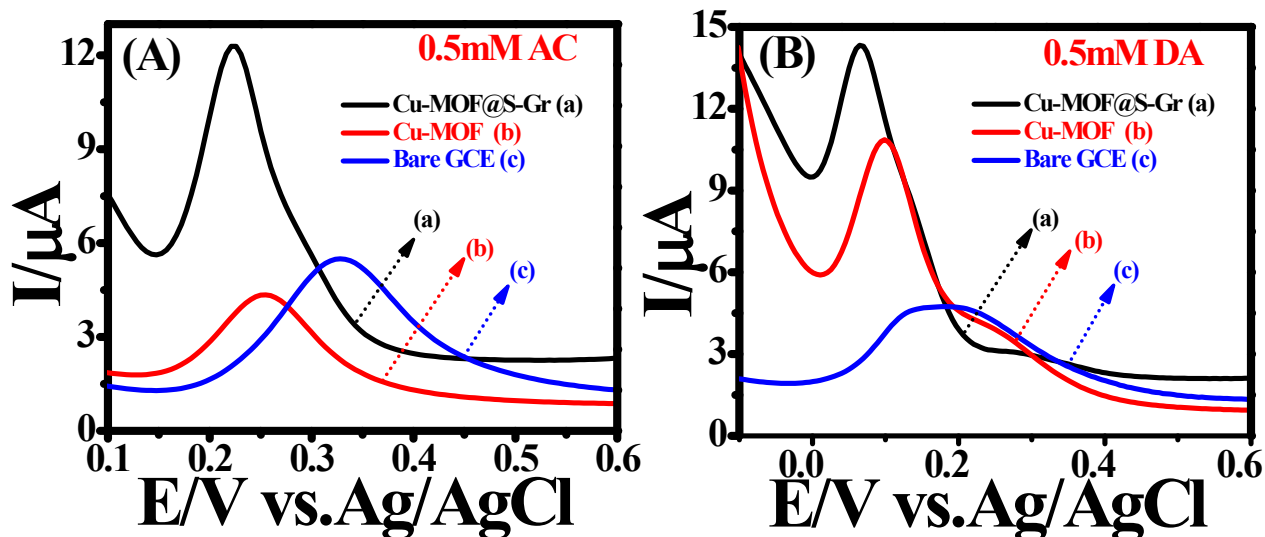 (A)
0.5mM AC
Cu-MOF@S-Gr (a)
Cu-MOF (b)
Bare GCE (c)
(a)
(b)
(c)
I/μA
12
9
6
3
0
0.1 0.2 0.3 0.4 0.5 0.6
E/V vs.Ag/AgCl
(B)
0.5mM DA
Cu-MOF@S-Gr (a)
Cu-MOF (b)
Bare GCE (c)
(a)
(b)
(c)
I/μA
15
12
9
6
3
0
0.0 0.2 0.4 0.6
E/V vs.Ag/AgCl